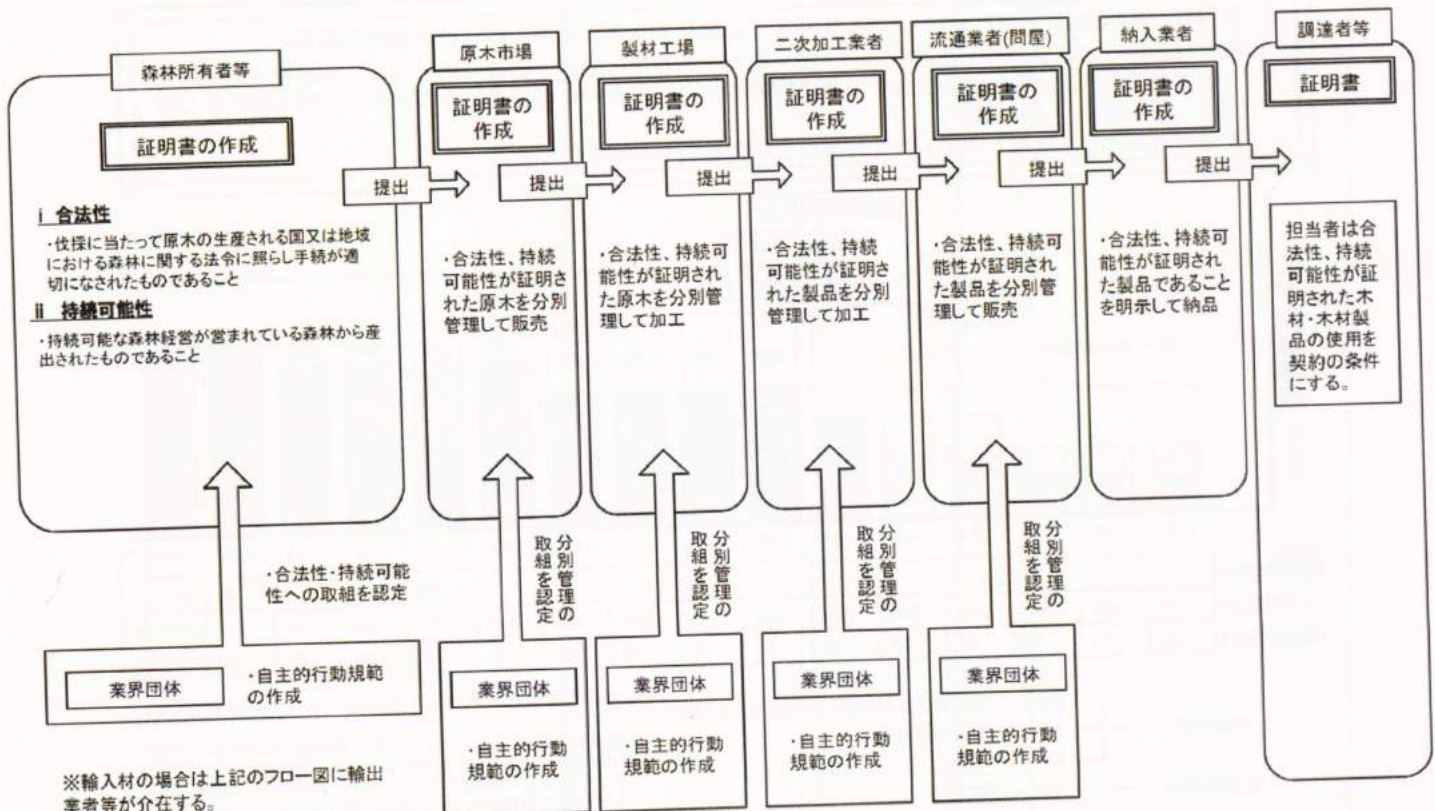 森林所有者等
証明書の作成
i 合法性
・伐採に当たって原木の生産される国又は地域
における森林に関する法令に照らし手続が適
切になされたものであること
ii 持続可能性
・持続可能な森林経営が営まれている森林から産
出されたものであること
提出
原木市場
証明書の
作成
提出
・合法性、持続
可能性が証明
された原木を分別
管理して販売
製材工場
証明書の
作成
提出
・合法性、持続可
能性が証明され
た原木を分別管
理して加工
二次加工業者
証明書の
作成
提出
・合法性、持続
可能性が証明さ
れた製品を分別
管理して加工
流通業者(問屋)
証明書の
作成
提出
・合法性、持続可
能性が証明され
た製品を分別管
理して販売
納入業者
証明書の
作成
提出
・合法性、持続可
能性が証明され
た製品であること
を明示して納品
調達者等
証明書
担当者は合
法性、持続
可能性が証
明された木
材・木材製
品の使用を
契約の条件
にする。
・合法性・持続可能
性への取組を認定
分別管理の
取組を認定
分別管理の
取組を認定
分別管理の
取組を認定
分別管理の
取組を認定
業界団体
・自主的行動規範
の作成
業界団体
・自主的行動
規範の作成
業界団体
・自主的行動
規範の作成
業界団体
・自主的行動
規範の作成
業界団体
・自主的行動
規範の作成
※輸入材の場合は上記のフロー図に輸出
業者等が介在する。